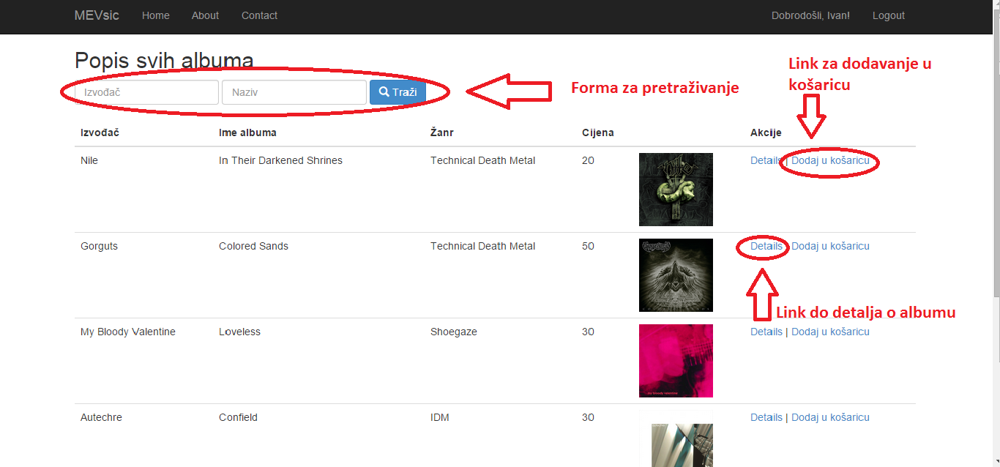 MEVsic Home About Contact Dobrodošli, Ivan! Logout
Popis svih albuma
Link za dodavanje u
košaricu
Izvođač Naziv Traži
Forma za pretraživanje
Izvođač Ime albuma Žanr Cijena Akcije
Nile In Their Darkened Shrines Technical Death Metal 20 Details | Dodaj u košaricu
Gorguts Colored Sands Technical Death Metal 50 Details Dodaj u košaricu
Link do detalja o albumu
My Bloody Valentine Loveless Shoegaze 30 Details | Dodaj u košaricu
my bloody valentine
Autechre Confield IDM 30 Details | Dodaj u košaricu